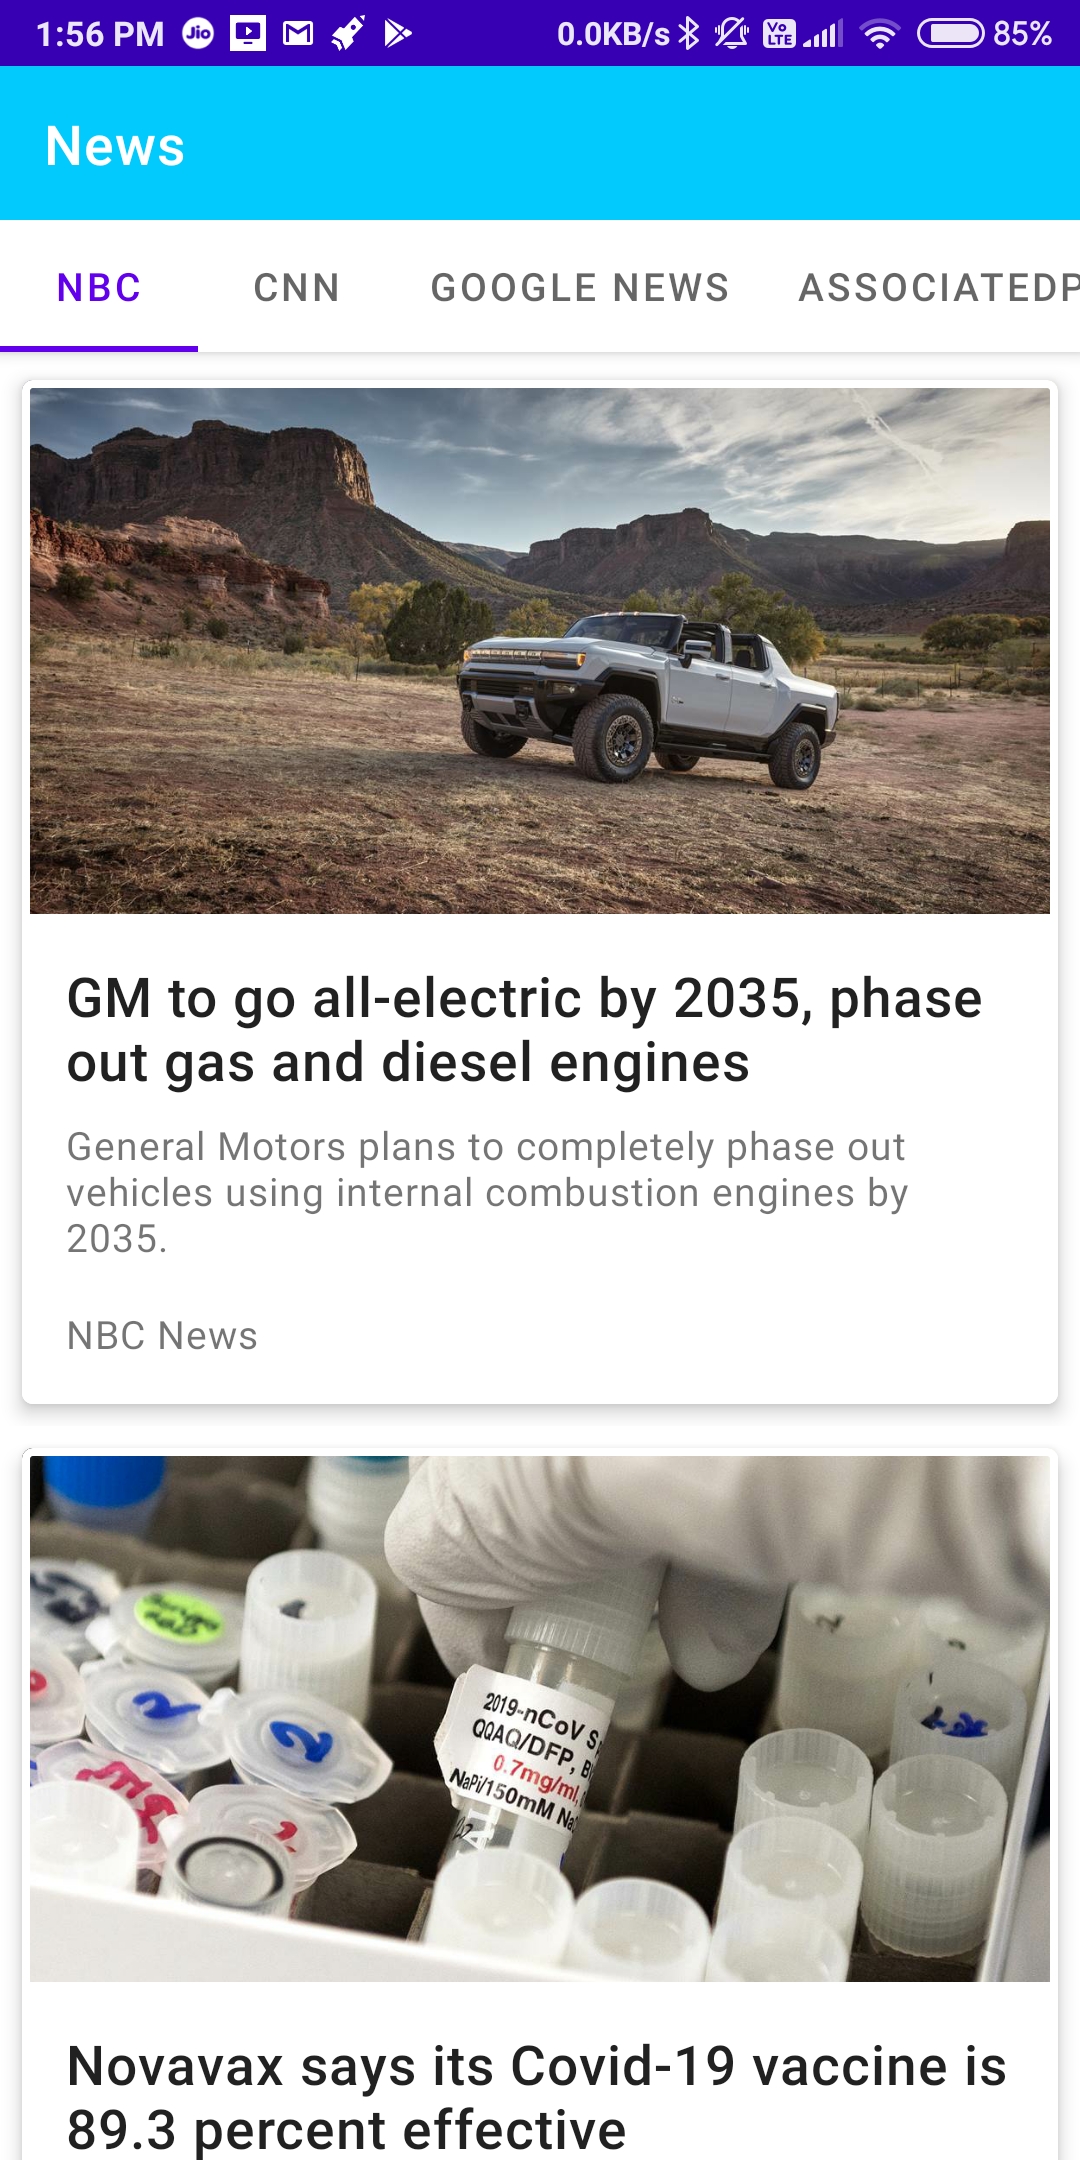 1:56 PM Jio 0.0KB/s Vo LTE 85%
News
NBC CNN GOOGLE NEWS ASSOCIATEDP
GM to go all-electric by 2035, phase
out gas and diesel engines
General Motors plans to completely phase out
vehicles using internal combustion engines by
2035.
NBC News
2019-nCoV S
QQAQ/DFP, B
0.7mg/ml,
NaPi/150mM Na
2
2
Novavax says its Covid-19 vaccine is
89.3 percent effective